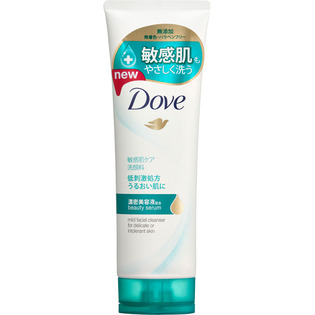 無添加
無着色・パラベンフリー
敏感肌も
やさしく洗う
new
Dove
敏感肌ケア
洗顔料
低刺激処方
うるおい肌に
濃密美容液配合
beauty serum
mild facial cleanser
for delicate or
intolerant skin